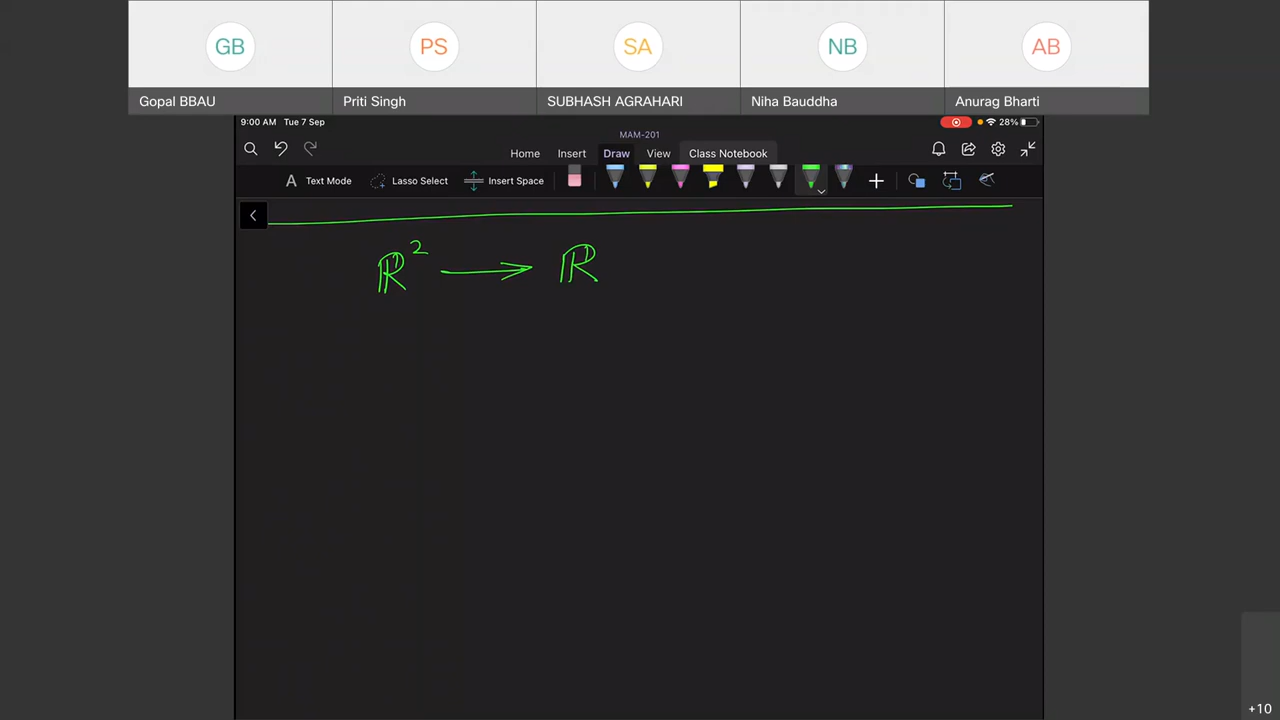 GB PS SA NB AB
Gopal BBAU Priti Singh SUBHASH AGRAHARI Niha Bauddha Anurag Bharti
9:00 AM Tue 7 Sep 28%
MAM-201
Home Insert Draw View Class Notebook
A Text Mode Lasso Select Insert Space
ℝ² ⟶ ℝ
+10